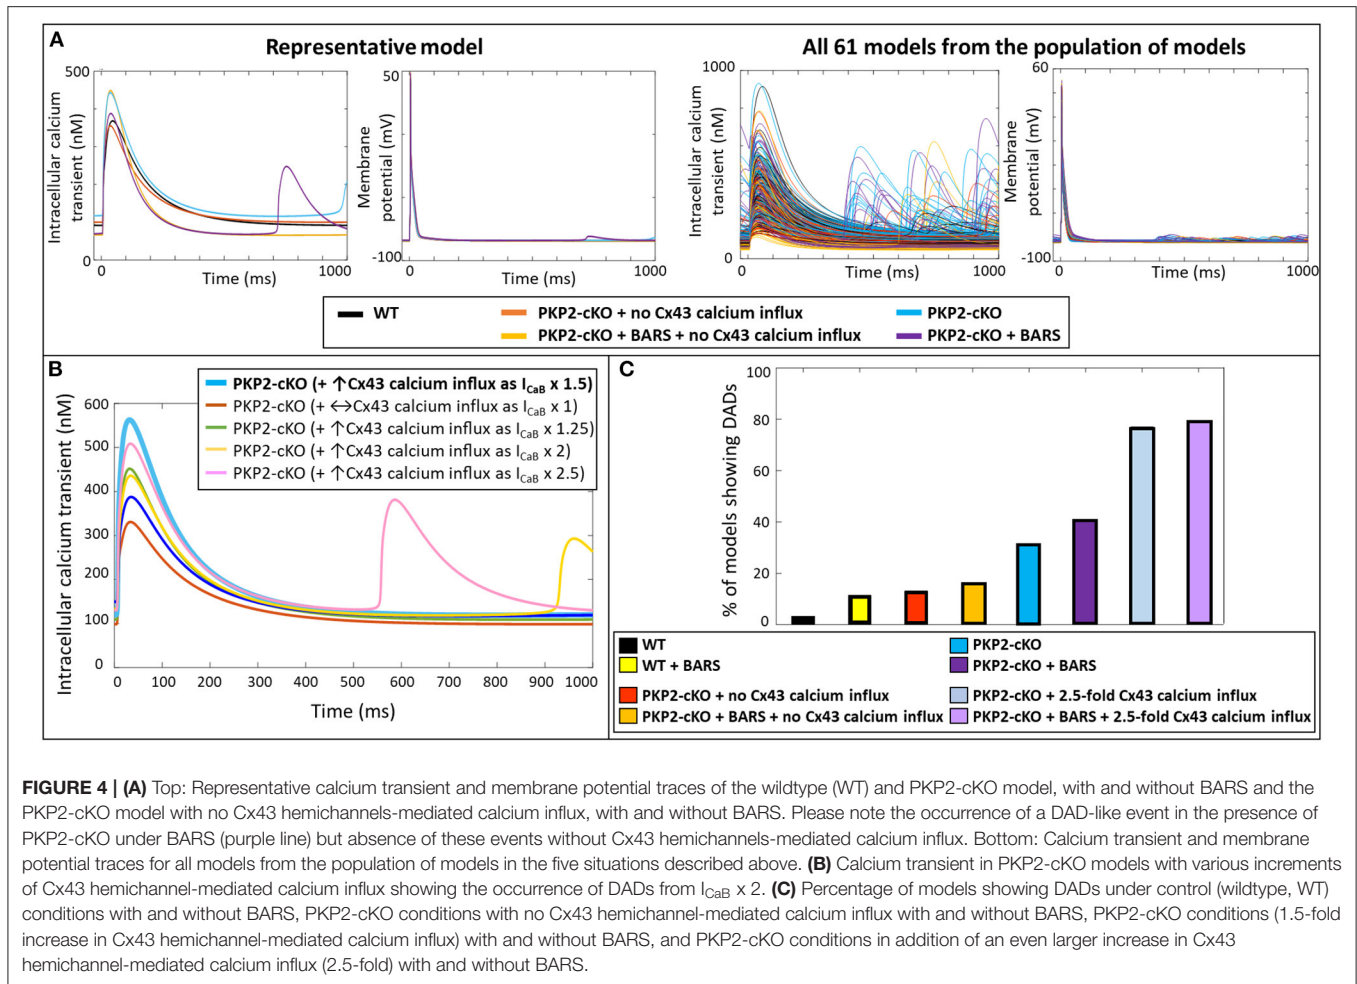 A
Representative model
All 61 models from the population of models
500
0
Intracellular calcium
transient (nM)
0
1000
Time (ms)
50
-100
Membrane
potential (mV)
0
1000
Time (ms)
1000
0
Intracellular calcium
transient (nM)
0
1000
Time (ms)
60
-100
Membrane
potential (mV)
0
1000
Time (ms)
WT
PKP2-cKO + no Cx43 calcium influx
PKP2-cKO
PKP2-cKO + BARS + no Cx43 calcium influx
PKP2-cKO + BARS
B
PKP2-cKO (+ ↑Cx43 calcium influx as ICaB x 1.5)
PKP2-cKO (+ ↔Cx43 calcium influx as ICaB x 1)
PKP2-cKO (+ ↑Cx43 calcium influx as ICaB x 1.25)
PKP2-cKO (+ ↑Cx43 calcium influx as ICaB x 2)
PKP2-cKO (+ ↑Cx43 calcium influx as ICaB x 2.5)
Intracellular calcium transient (nM)
600
500
400
300
200
100
0
0 100 200 300 400 500 600 700 800 900 1000
Time (ms)
C
% of models showing DADs
100
80
60
40
20
0
WT
PKP2-cKO
WT + BARS
PKP2-cKO + BARS
PKP2-cKO + no Cx43 calcium influx
PKP2-cKO + 2.5-fold Cx43 calcium influx
PKP2-cKO + BARS + no Cx43 calcium influx
PKP2-cKO + BARS + 2.5-fold Cx43 calcium influx
FIGURE 4 | (A) Top: Representative calcium transient and membrane potential traces of the wildtype (WT) and PKP2-cKO model, with and without BARS and the
PKP2-cKO model with no Cx43 hemichannels-mediated calcium influx, with and without BARS. Please note the occurrence of a DAD-like event in the presence of
PKP2-cKO under BARS (purple line) but absence of these events without Cx43 hemichannels-mediated calcium influx. Bottom: Calcium transient and membrane
potential traces for all models from the population of models in the five situations described above. (B) Calcium transient in PKP2-cKO models with various increments
of Cx43 hemichannel-mediated calcium influx showing the occurrence of DADs from ICaB x 2. (C) Percentage of models showing DADs under control (wildtype, WT)
conditions with and without BARS, PKP2-cKO conditions with no Cx43 hemichannel-mediated calcium influx with and without BARS, PKP2-cKO conditions (1.5-fold
increase in Cx43 hemichannel-mediated calcium influx) with and without BARS, and PKP2-cKO conditions in addition of an even larger increase in Cx43
hemichannel-mediated calcium influx (2.5-fold) with and without BARS.